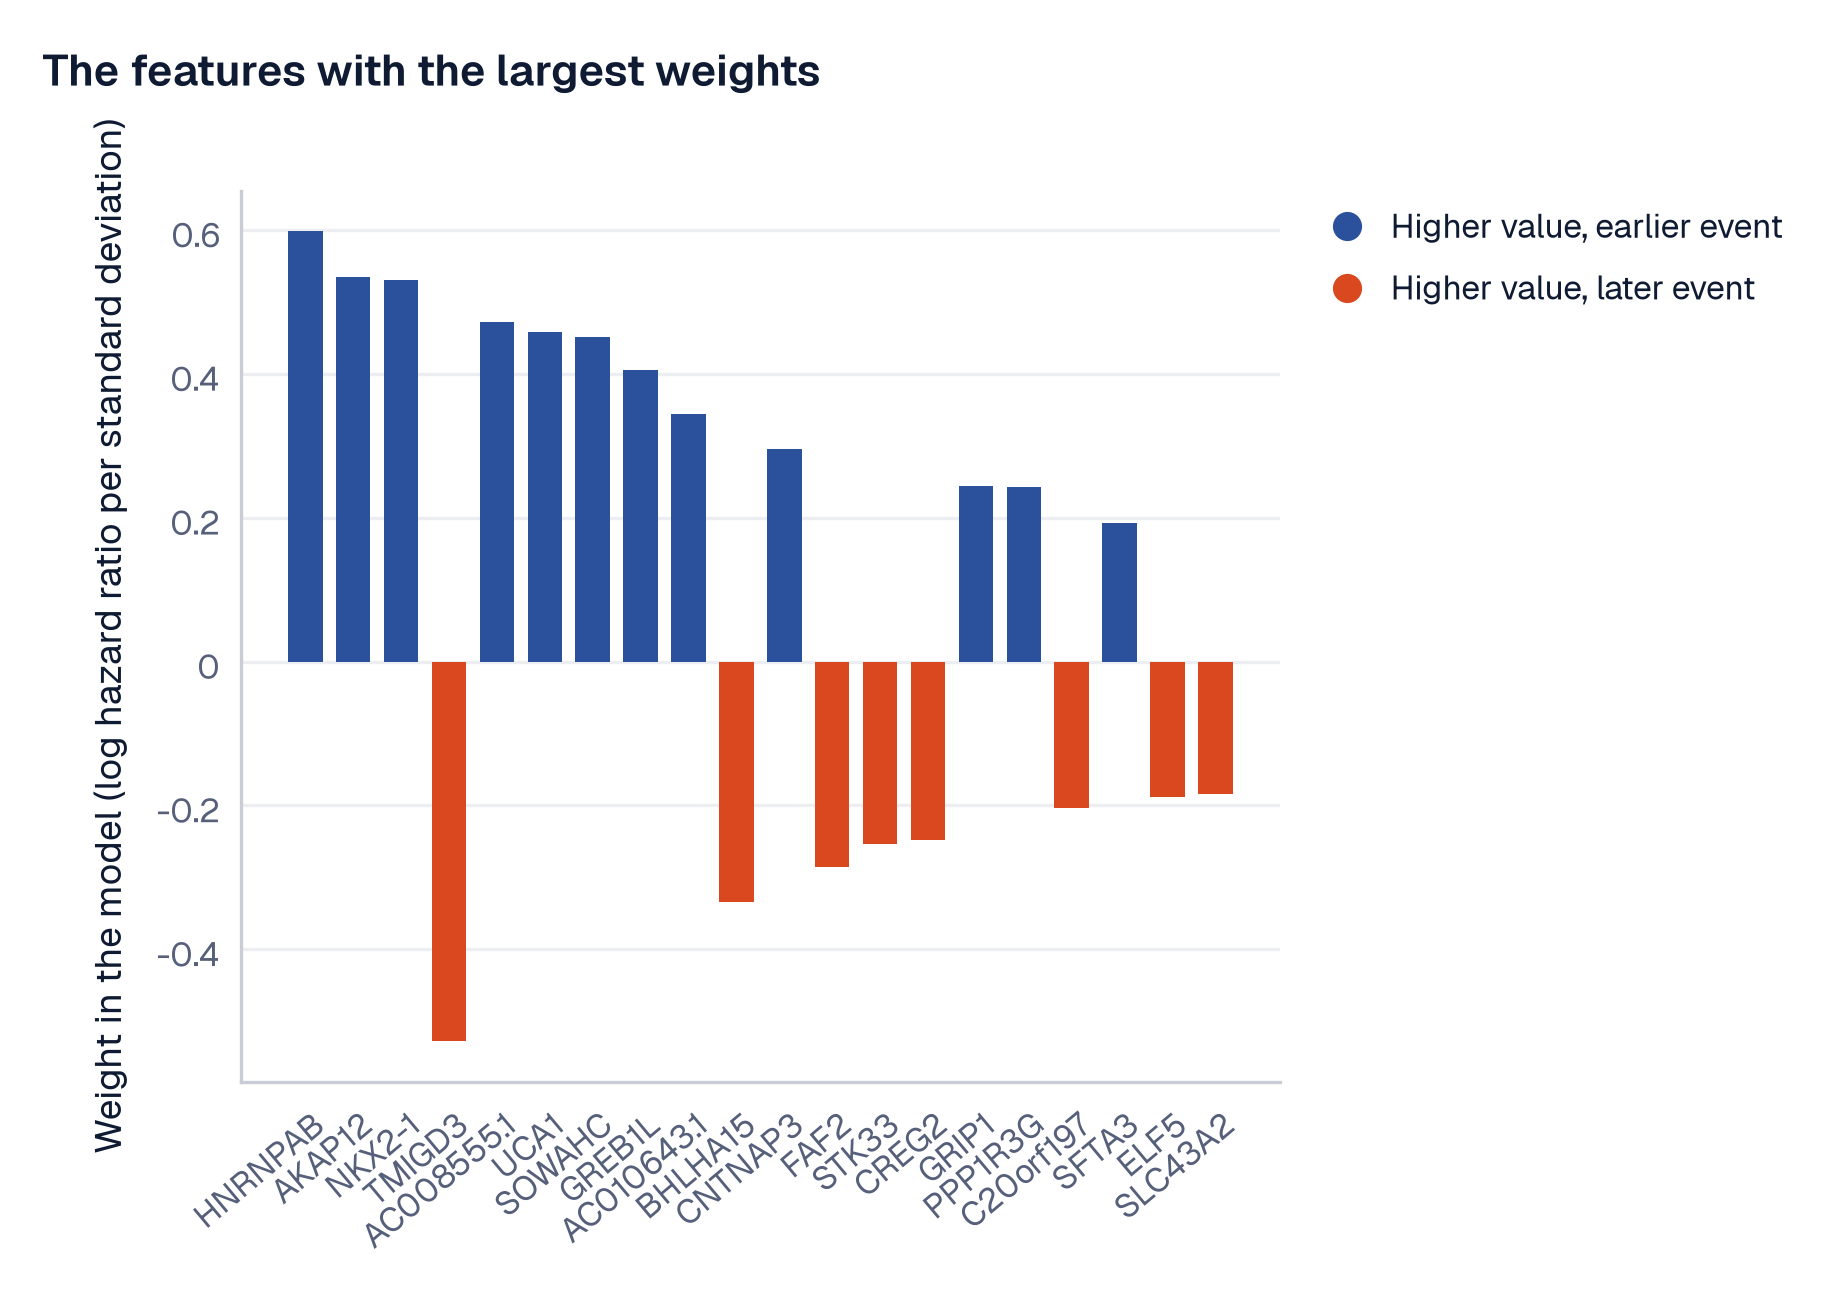 The features with the largest weights
Weight in the model (log hazard ratio per standard deviation)
0.6
0.4
0.2
0
-0.2
-0.4
HNRNPAB
AKAP12
NKX2-1
TMIGD3
AC008555.1
UCA1
SOWAHC
GREB1L
AC010643.1
BHLHA15
CNTNAP3
FAF2
STK33
CREG2
GRIP1
PPP1R3G
C20orf197
SFTA3
ELF5
SLC43A2
Higher value, earlier event
Higher value, later event